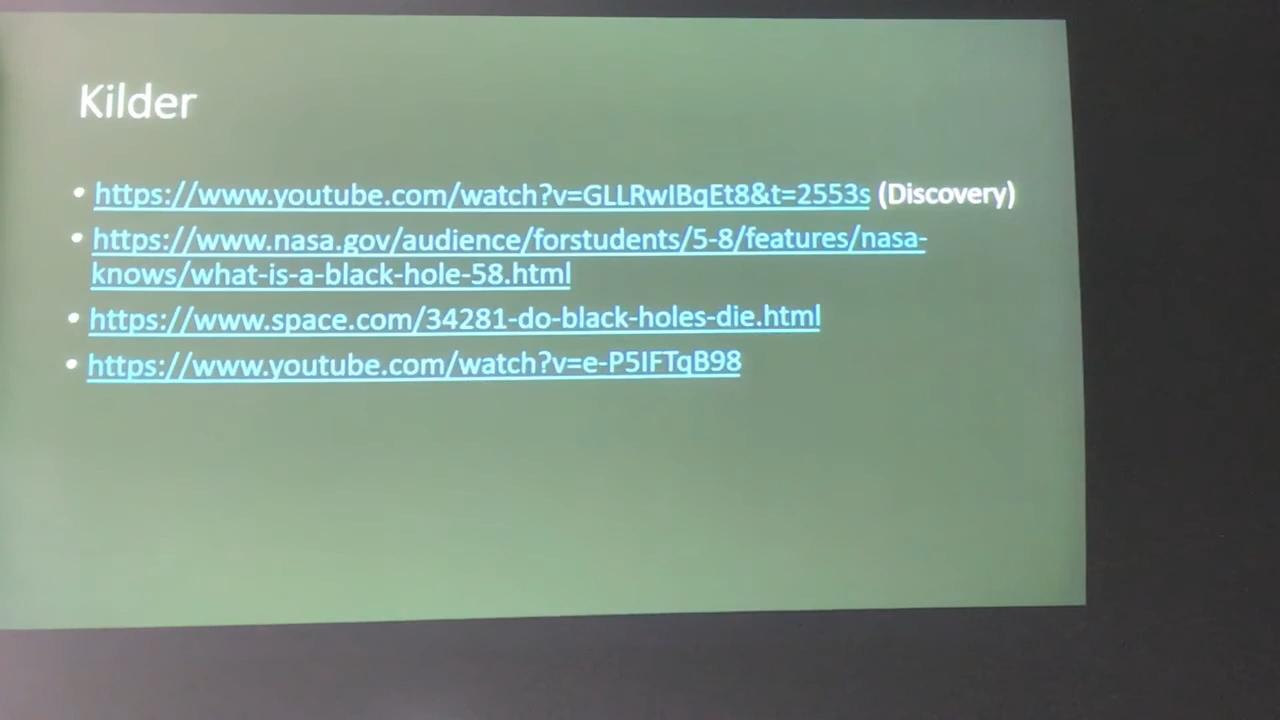 Kilder
• https://www.youtube.com/watch?v=GLLRwIBqEt8&t=2553s (Discovery)
• https://www.nasa.gov/audience/forstudents/5-8/features/nasa-
knows/what-is-a-black-hole-58.html
• https://www.space.com/34281-do-black-holes-die.html
• https://www.youtube.com/watch?v=e-P5IFTqB98